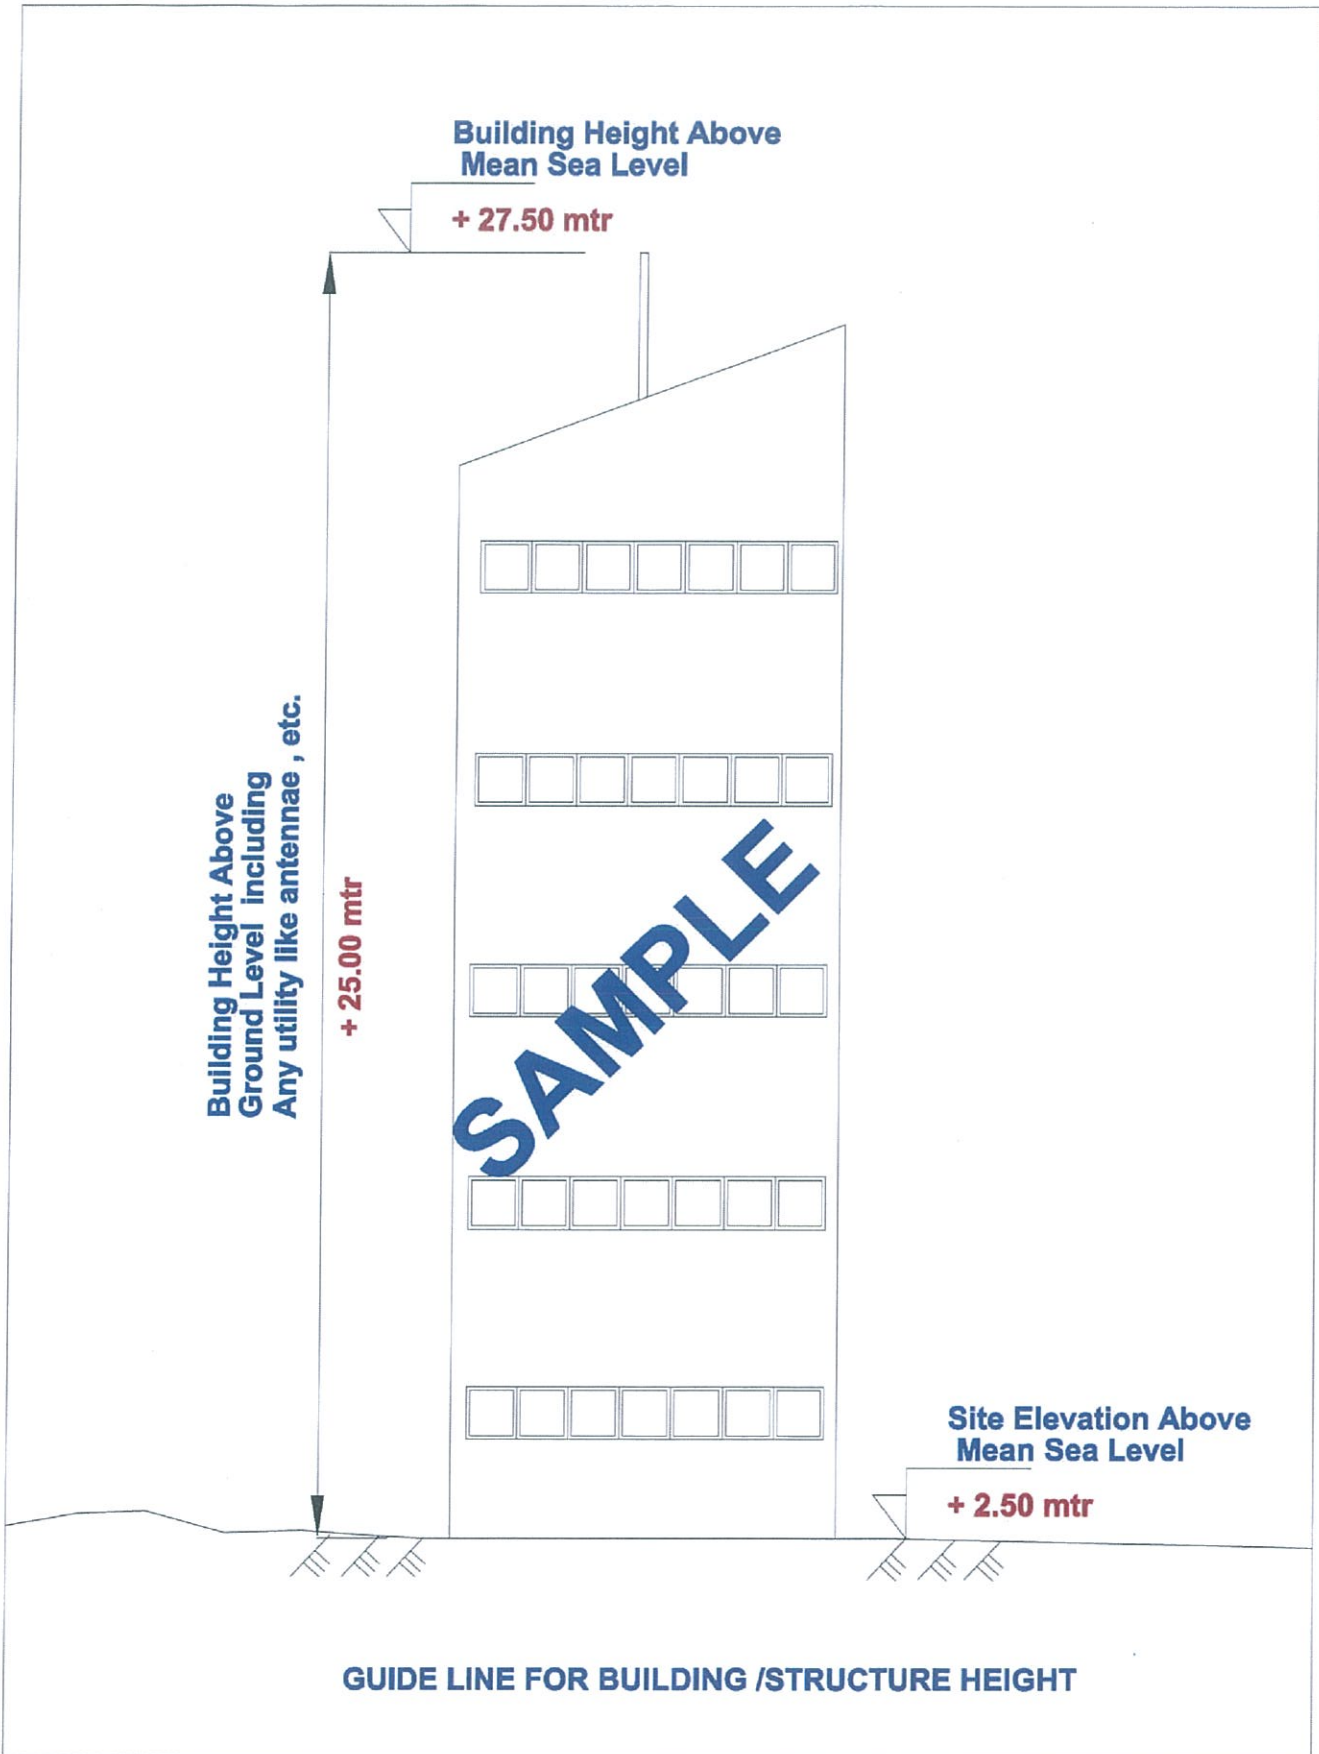 Building Height Above
Mean Sea Level
+ 27.50 mtr
Building Height Above
Ground Level including
Any utility like antennae , etc.
+ 25.00 mtr
SAMPLE
Site Elevation Above
Mean Sea Level
+ 2.50 mtr
GUIDE LINE FOR BUILDING /STRUCTURE HEIGHT